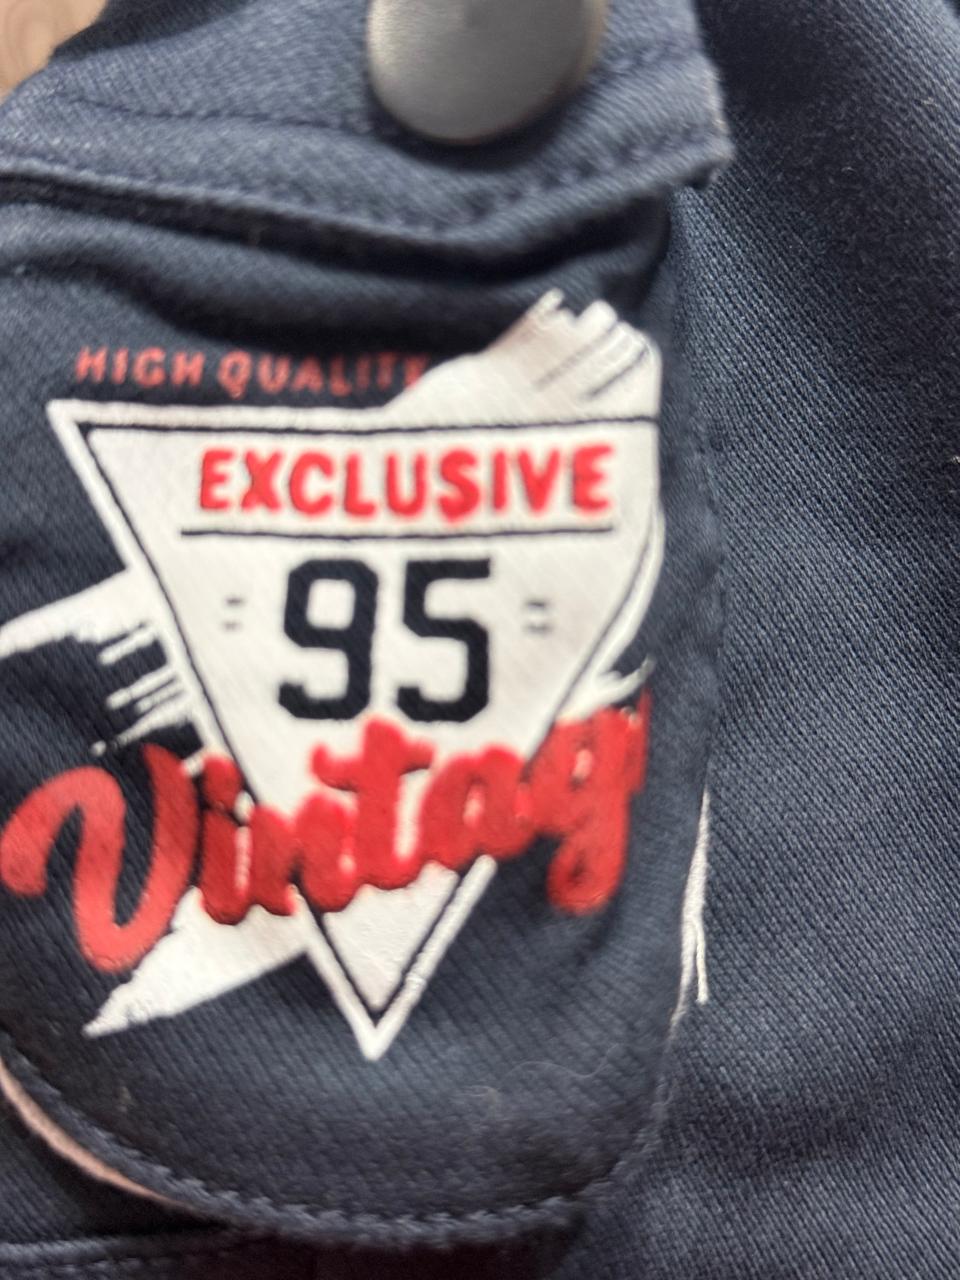 HIGH QUALITY
EXCLUSIVE
95
Vintage